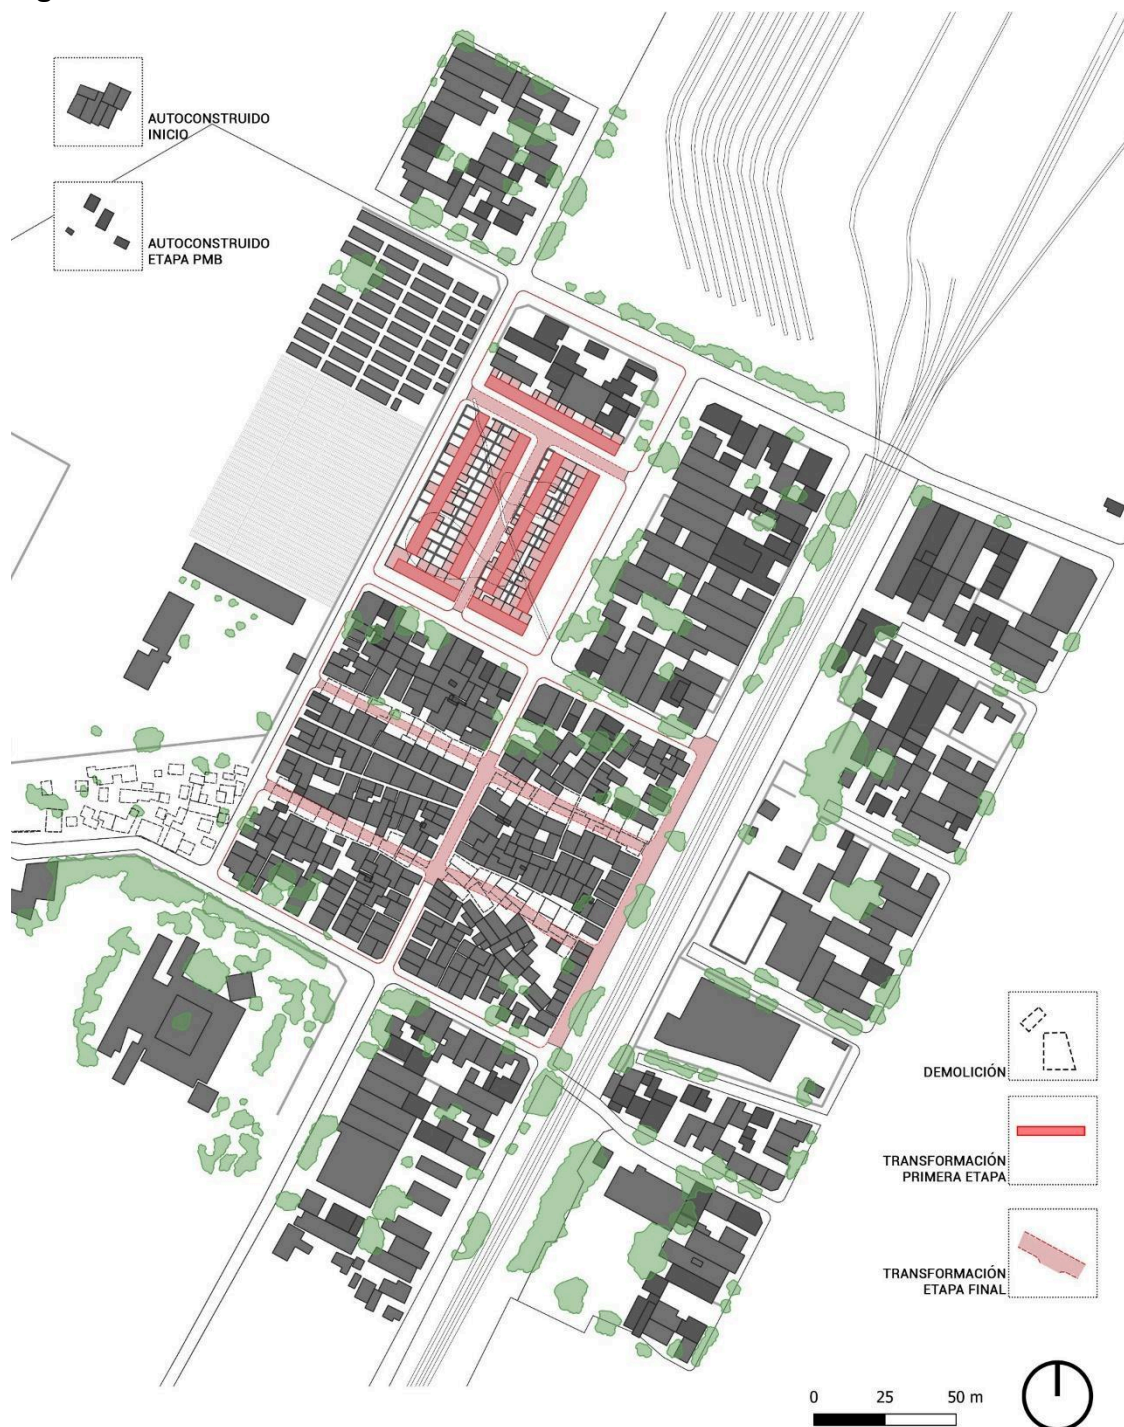 AUTOCONSTRUIDO
INICIO
AUTOCONSTRUIDO
ETAPA PMB
DEMOLICIÓN
TRANSFORMACIÓN
PRIMERA ETAPA
TRANSFORMACIÓN
ETAPA FINAL
0 25 50 m